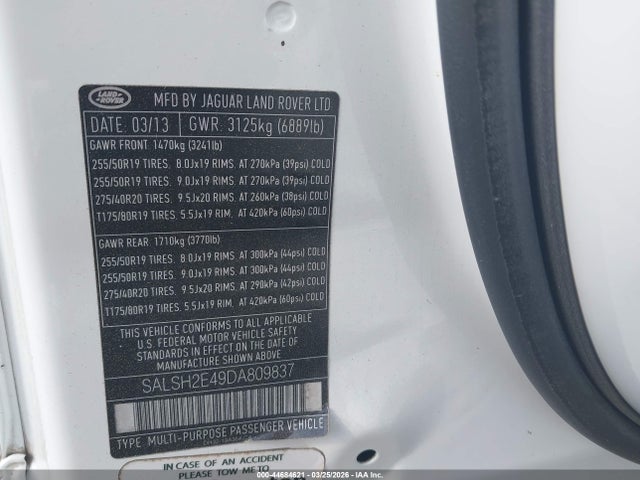 LAND ROVER
MFD BY JAGUAR LAND ROVER LTD
DATE: 03/13 GWR: 3125kg (6889lb)
GAWR FRONT: 1470kg (3241lb)
255/50R19 TIRES. 8.0Jx19 RIMS. AT 270kPa (39psi) COLD
255/50R19 TIRES. 9.0Jx19 RIMS. AT 270kPa (39psi) COLD
275/40R20 TIRES. 9.5Jx20 RIMS. AT 260kPa (38psi) COLD
T175/80R19 TIRES. 5.5Jx19 RIM. AT 420kPa (60psi) COLD
GAWR REAR: 1710kg (3770lb)
255/50R19 TIRES. 8.0Jx19 RIMS. AT 300kPa (44psi) COLD
255/50R19 TIRES. 9.0Jx19 RIMS. AT 300kPa (44psi) COLD
275/40R20 TIRES. 9.5Jx20 RIMS. AT 290kPa (42psi) COLD
T175/80R19 TIRES. 5.5Jx19 RIM. AT 420kPa (60psi) COLD
THIS VEHICLE CONFORMS TO ALL APPLICABLE
U.S. FEDERAL MOTOR VEHICLE SAFETY
STANDARDS IN EFFECT ON THE DATE OF
MANUFACTURE SHOWN ABOVE
SALSH2E49DA809837
TYPE: MULTI-PURPOSE PASSENGER VEHICLE
IN CASE OF AN ACCIDENT
PLEASE TOW ME TO
000 - 44684621 - 03/25/2026 - IAAI.COM